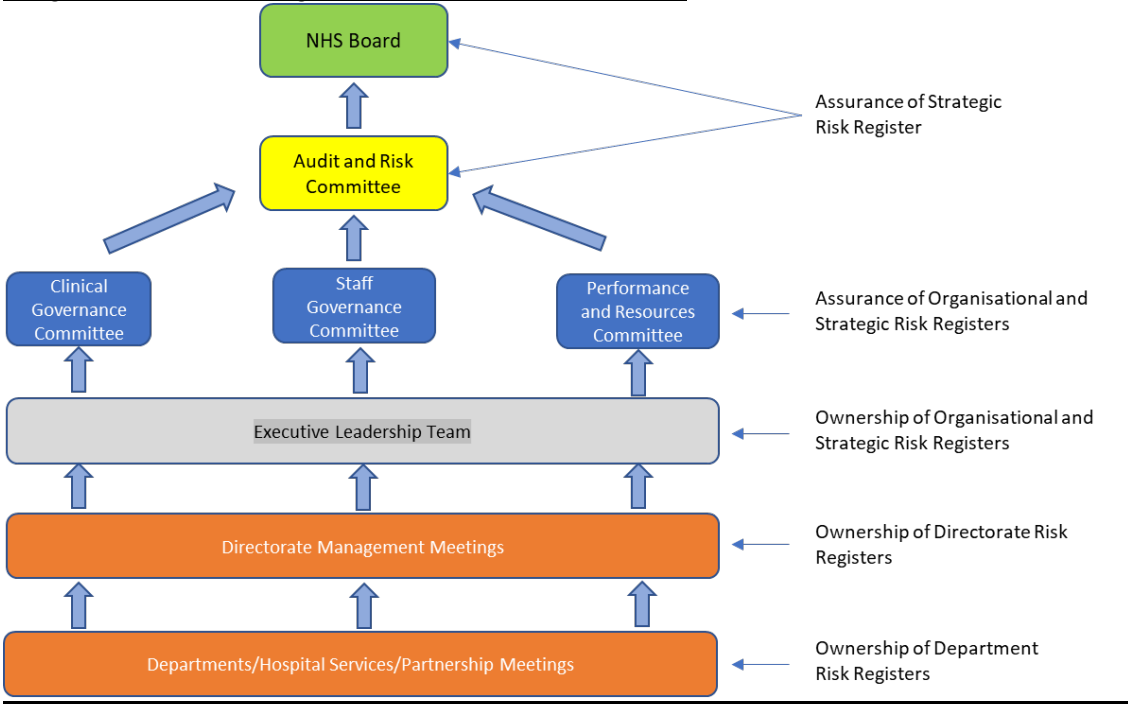 NHS Board
Assurance of Strategic
Risk Register
Audit and Risk
Committee
Clinical
Governance
Committee
Staff
Governance
Committee
Performance
and Resources
Committee
Assurance of Organisational and
Strategic Risk Registers
Executive Leadership Team
Ownership of Organisational and
Strategic Risk Registers
Directorate Management Meetings
Ownership of Directorate Risk
Registers
Departments/Hospital Services/Partnership Meetings
Ownership of Department
Risk Registers